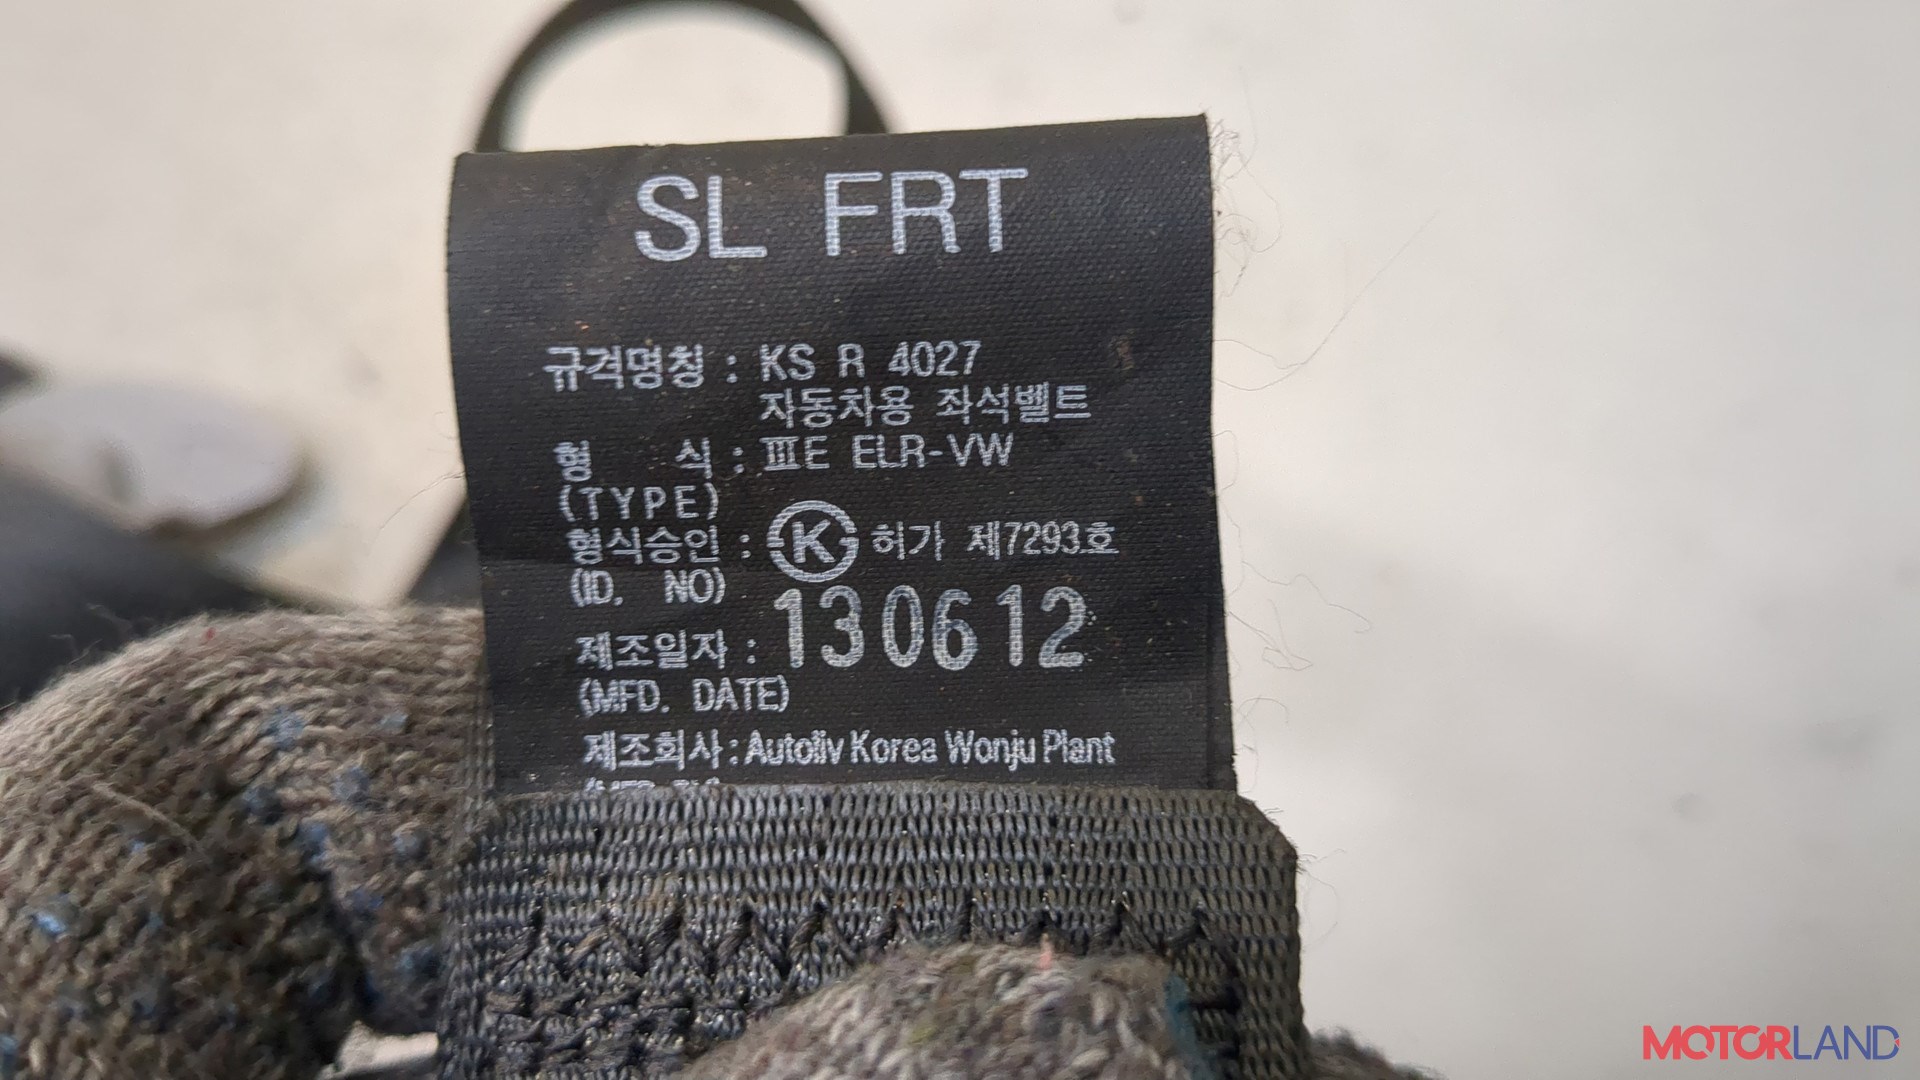 SL FRT
규격명칭 : KS R 4027
자동차용 좌석벨트
형 식 : ⅢE ELR-VW
(TYPE)
형식승인 : K 허가 제7293호
(ID. NO)
제조일자 : 130612
(MFD. DATE)
제조회사 : Autoliv Korea Wonju Plant
MOTORLAND